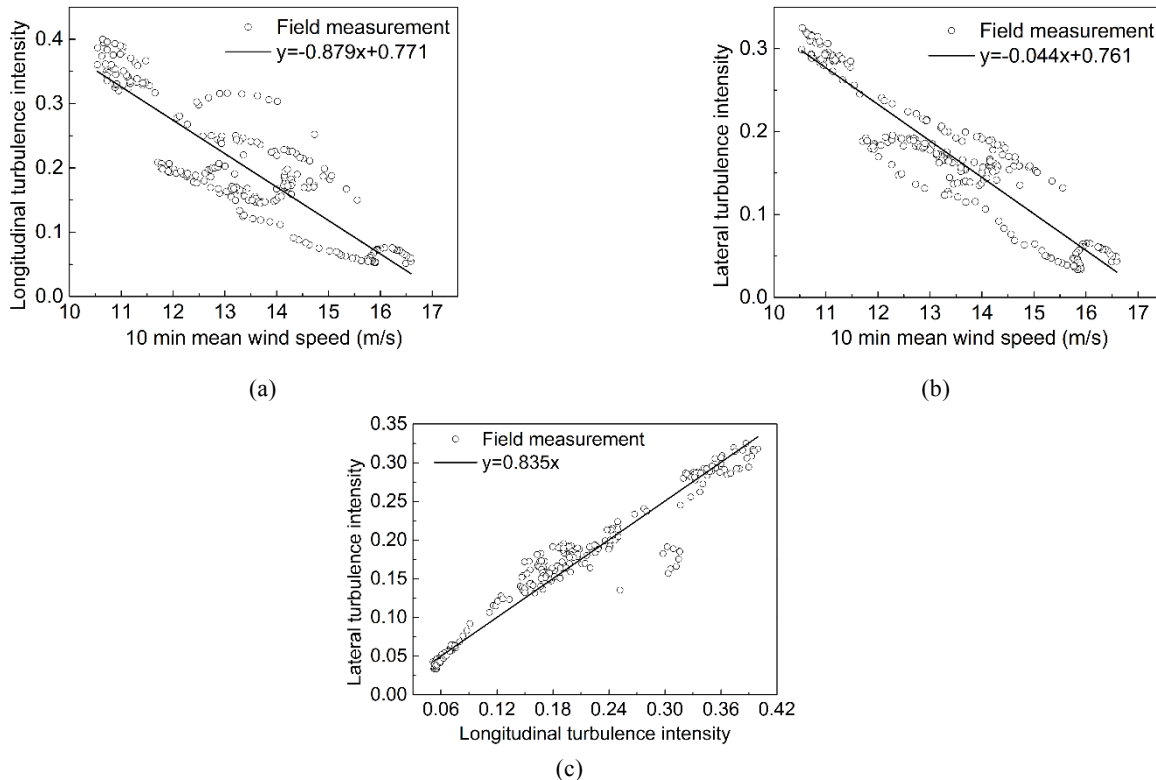 Field measurement
y=-0.879x+0.771
Longitudinal turbulence intensity
0.4
0.3
0.2
0.1
0.0
10 11 12 13 14 15 16 17
10 min mean wind speed (m/s)
(a)
Field measurement
y=-0.044x+0.761
Lateral turbulence intensity
0.3
0.2
0.1
0.0
10 11 12 13 14 15 16 17
10 min mean wind speed (m/s)
(b)
Field measurement
y=0.835x
Lateral turbulence intensity
0.35
0.30
0.25
0.20
0.15
0.10
0.05
0.00
0.06 0.12 0.18 0.24 0.30 0.36 0.42
Longitudinal turbulence intensity
(c)